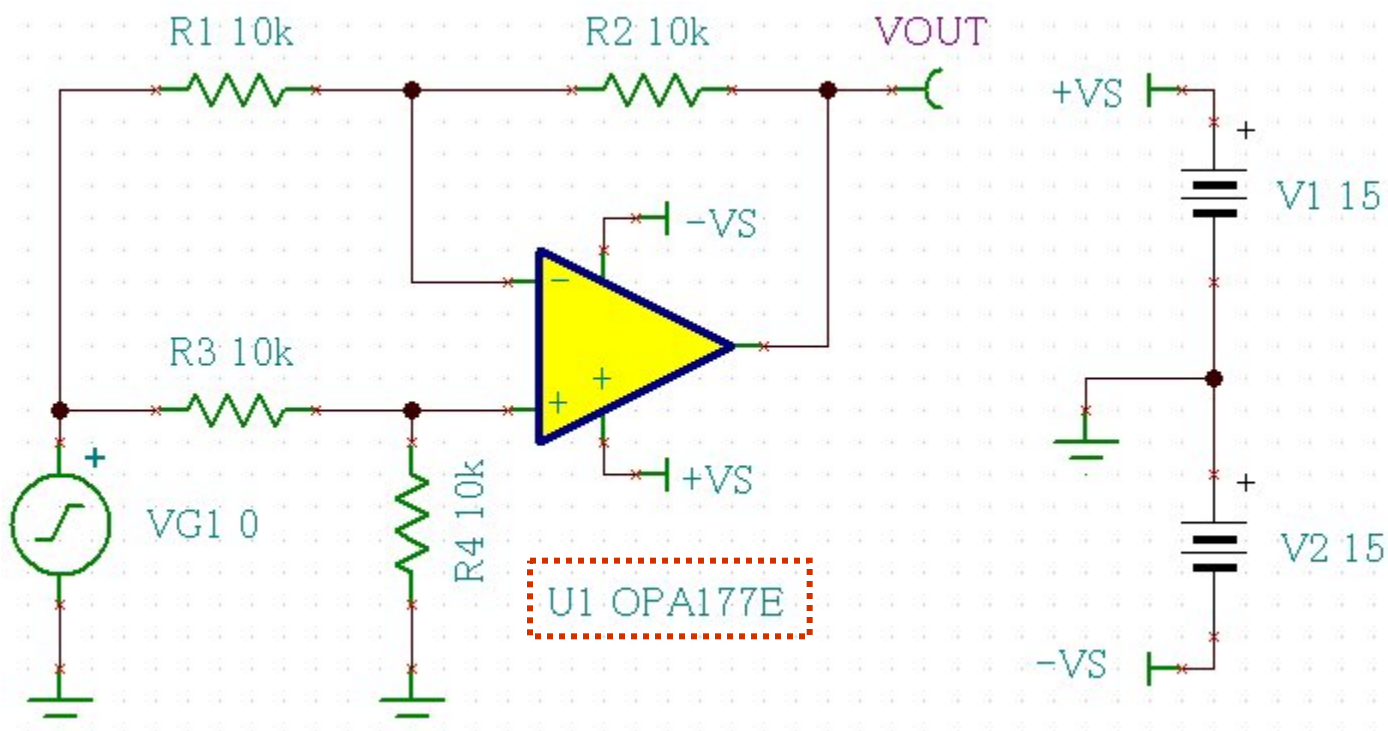 R1 10k
R2 10k
VOUT
+VS
+
V1 15
-VS
−
R3 10k
+
+
+
VG1 0
R4 10k
+VS
U1 OPA177E
+
V2 15
-VS